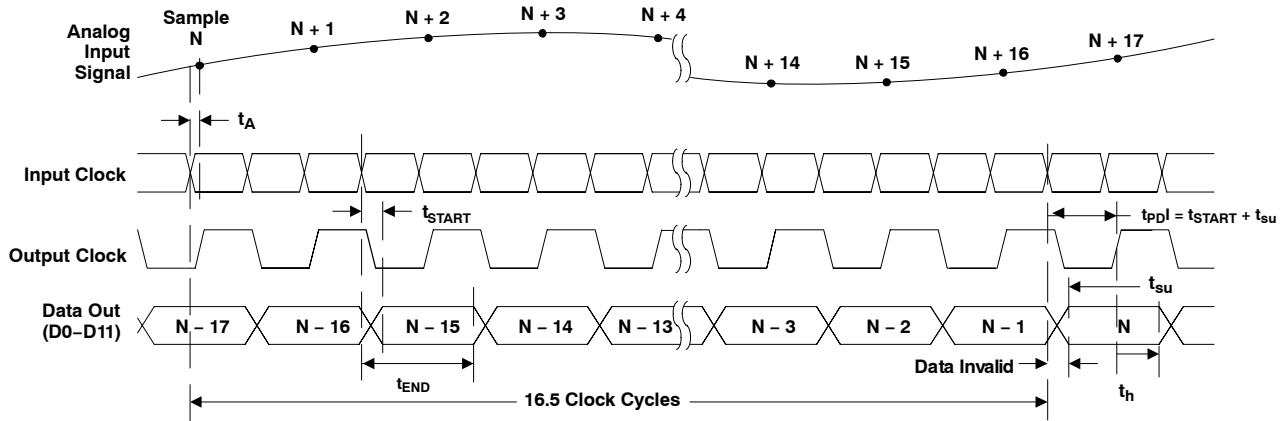 Analog
Input
Signal
Sample
N
N + 1
N + 2
N + 3
N + 4
N + 14
N + 15
N + 16
N + 17
tA
Input Clock
tSTART
tPDI = tSTART + tsu
Output Clock
tsu
Data Out
(D0–D11)
N – 17
N – 16
N – 15
N – 14
N – 13
N – 3
N – 2
N – 1
N
Data Invalid
tEND
th
16.5 Clock Cycles